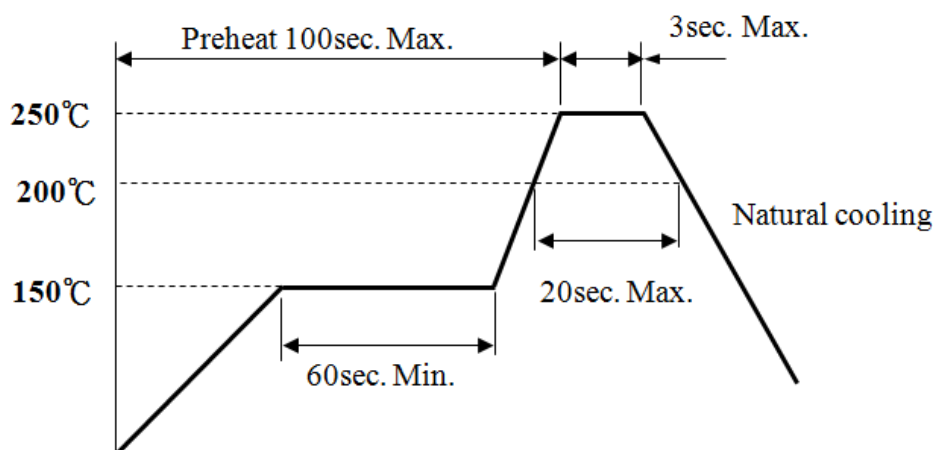 Preheat 100sec. Max.
3sec. Max.
250℃
200℃
Natural cooling
150℃
20sec. Max.
60sec. Min.